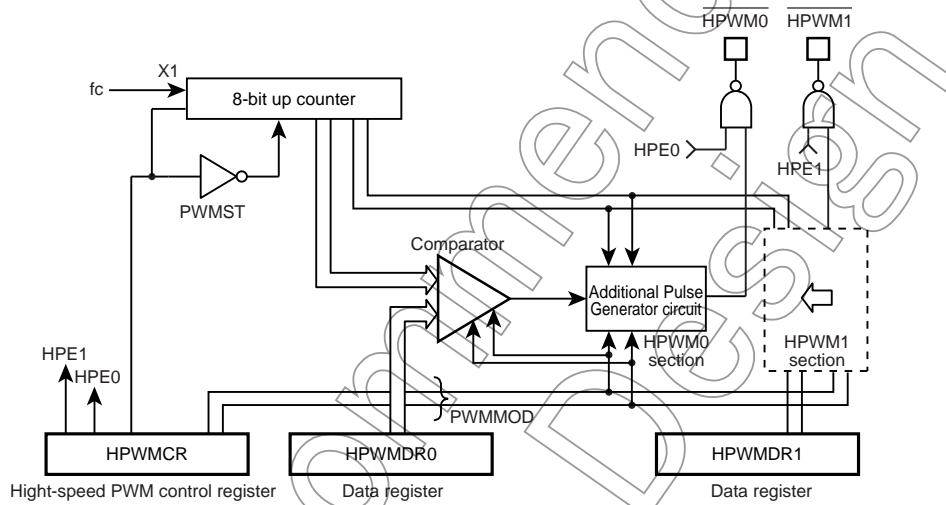 HPWM0 HPWM1
X1
fc
8-bit up counter
HPE0
HPE1
PWMST
Comparator
Additional Pulse
Generator circuit
HPWM0
section
HPWM1
section
HPE1
HPE0
PWMMOD
HPWMCR
HPWMDR0
HPWMDR1
Hight-speed PWM control register
Data register
Data register